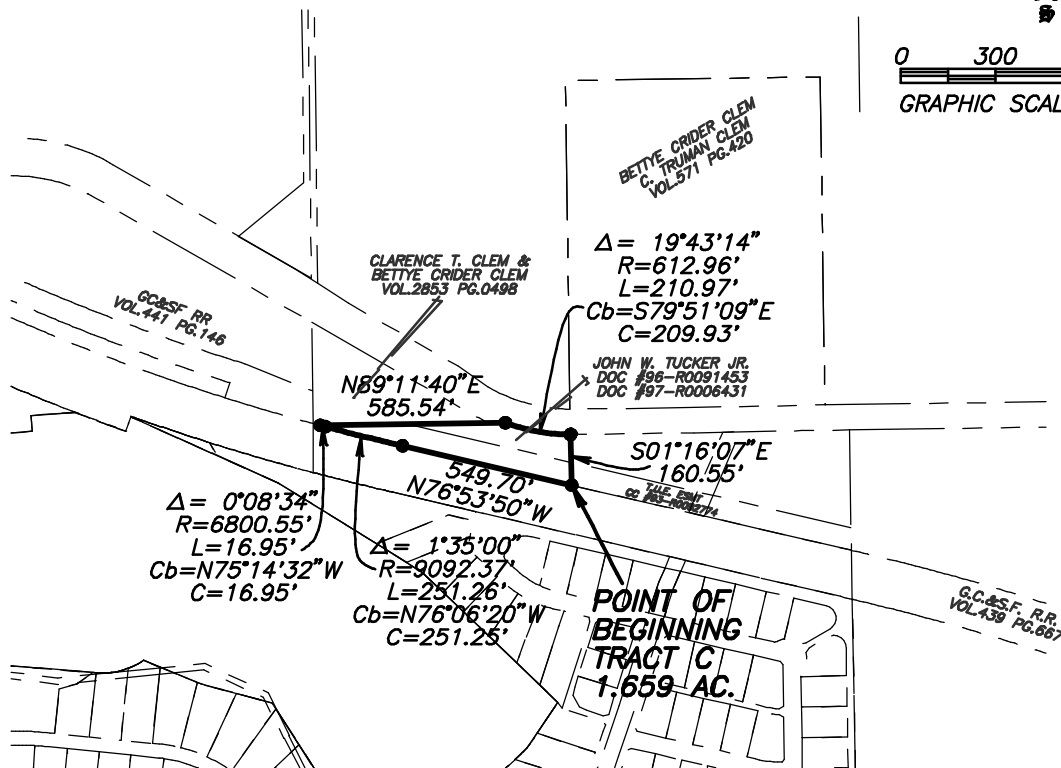 0 300
GRAPHIC SCAL
BETTYE CRIDER CLEM
C. TRUMAN CLEM
VOL.571 PG.420
Δ= 19°43'14"
R=612.96'
L=210.97'
Cb=S79°51'09"E
C=209.93'
CLARENCE T. CLEM &
BETTYE CRIDER CLEM
VOL.2853 PG.0498
GC&SF RR
VOL.441 PG.146
JOHN W. TUCKER JR.
DOC #96-R0091453
DOC #97-R0006431
N89°11'40"E
585.54'
S01°16'07"E
160.55'
549.70'
N76°53'50"W
T.U.E. ESMT
Δ= 0°08'34"
R=6800.55'
L=16.95'
Cb=N75°14'32"W
C=16.95'
Δ= 1°35'00"
R=9092.37'
L=251.26'
Cb=N76°06'20"W
C=251.25'
POINT OF
BEGINNING
TRACT C
1.659 AC.
G.C.&S.F. R.R.
VOL.439 PG.667